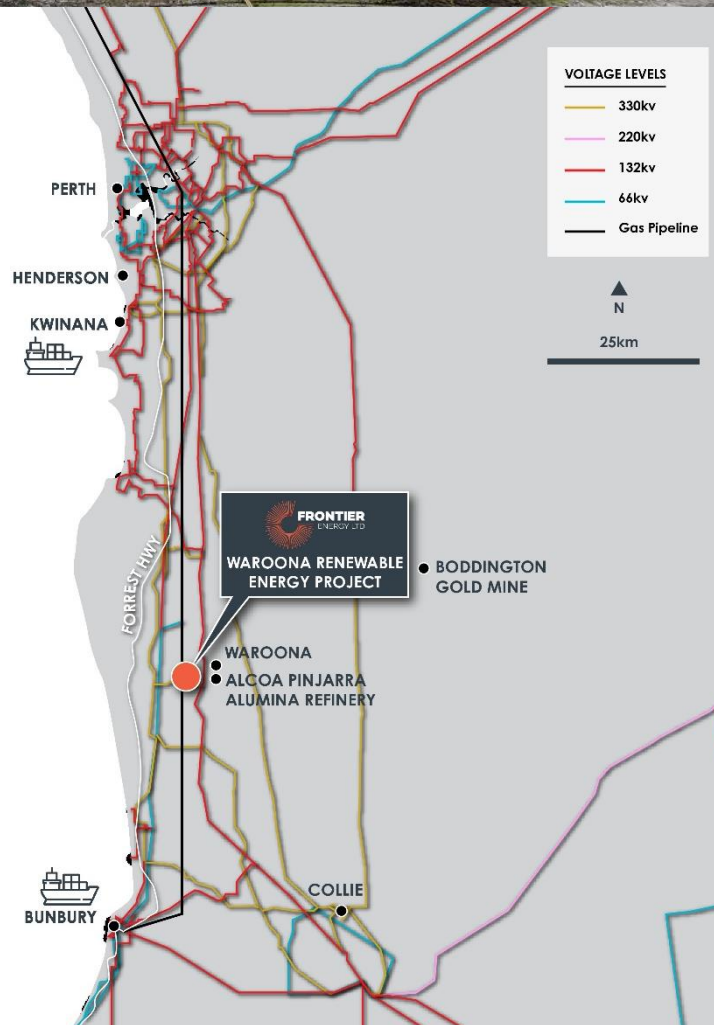 VOLTAGE LEVELS
330kv
220kv
132kv
66kv
Gas Pipeline
N
25km
PERTH
HENDERSON
KWINANA
FORREST HWY
FRONTIER
ENERGY LTD
WAROONA RENEWABLE
ENERGY PROJECT
BODDINGTON
GOLD MINE
WAROONA
ALCOA PINJARRA
ALUMINA REFINERY
COLLIE
BUNBURY